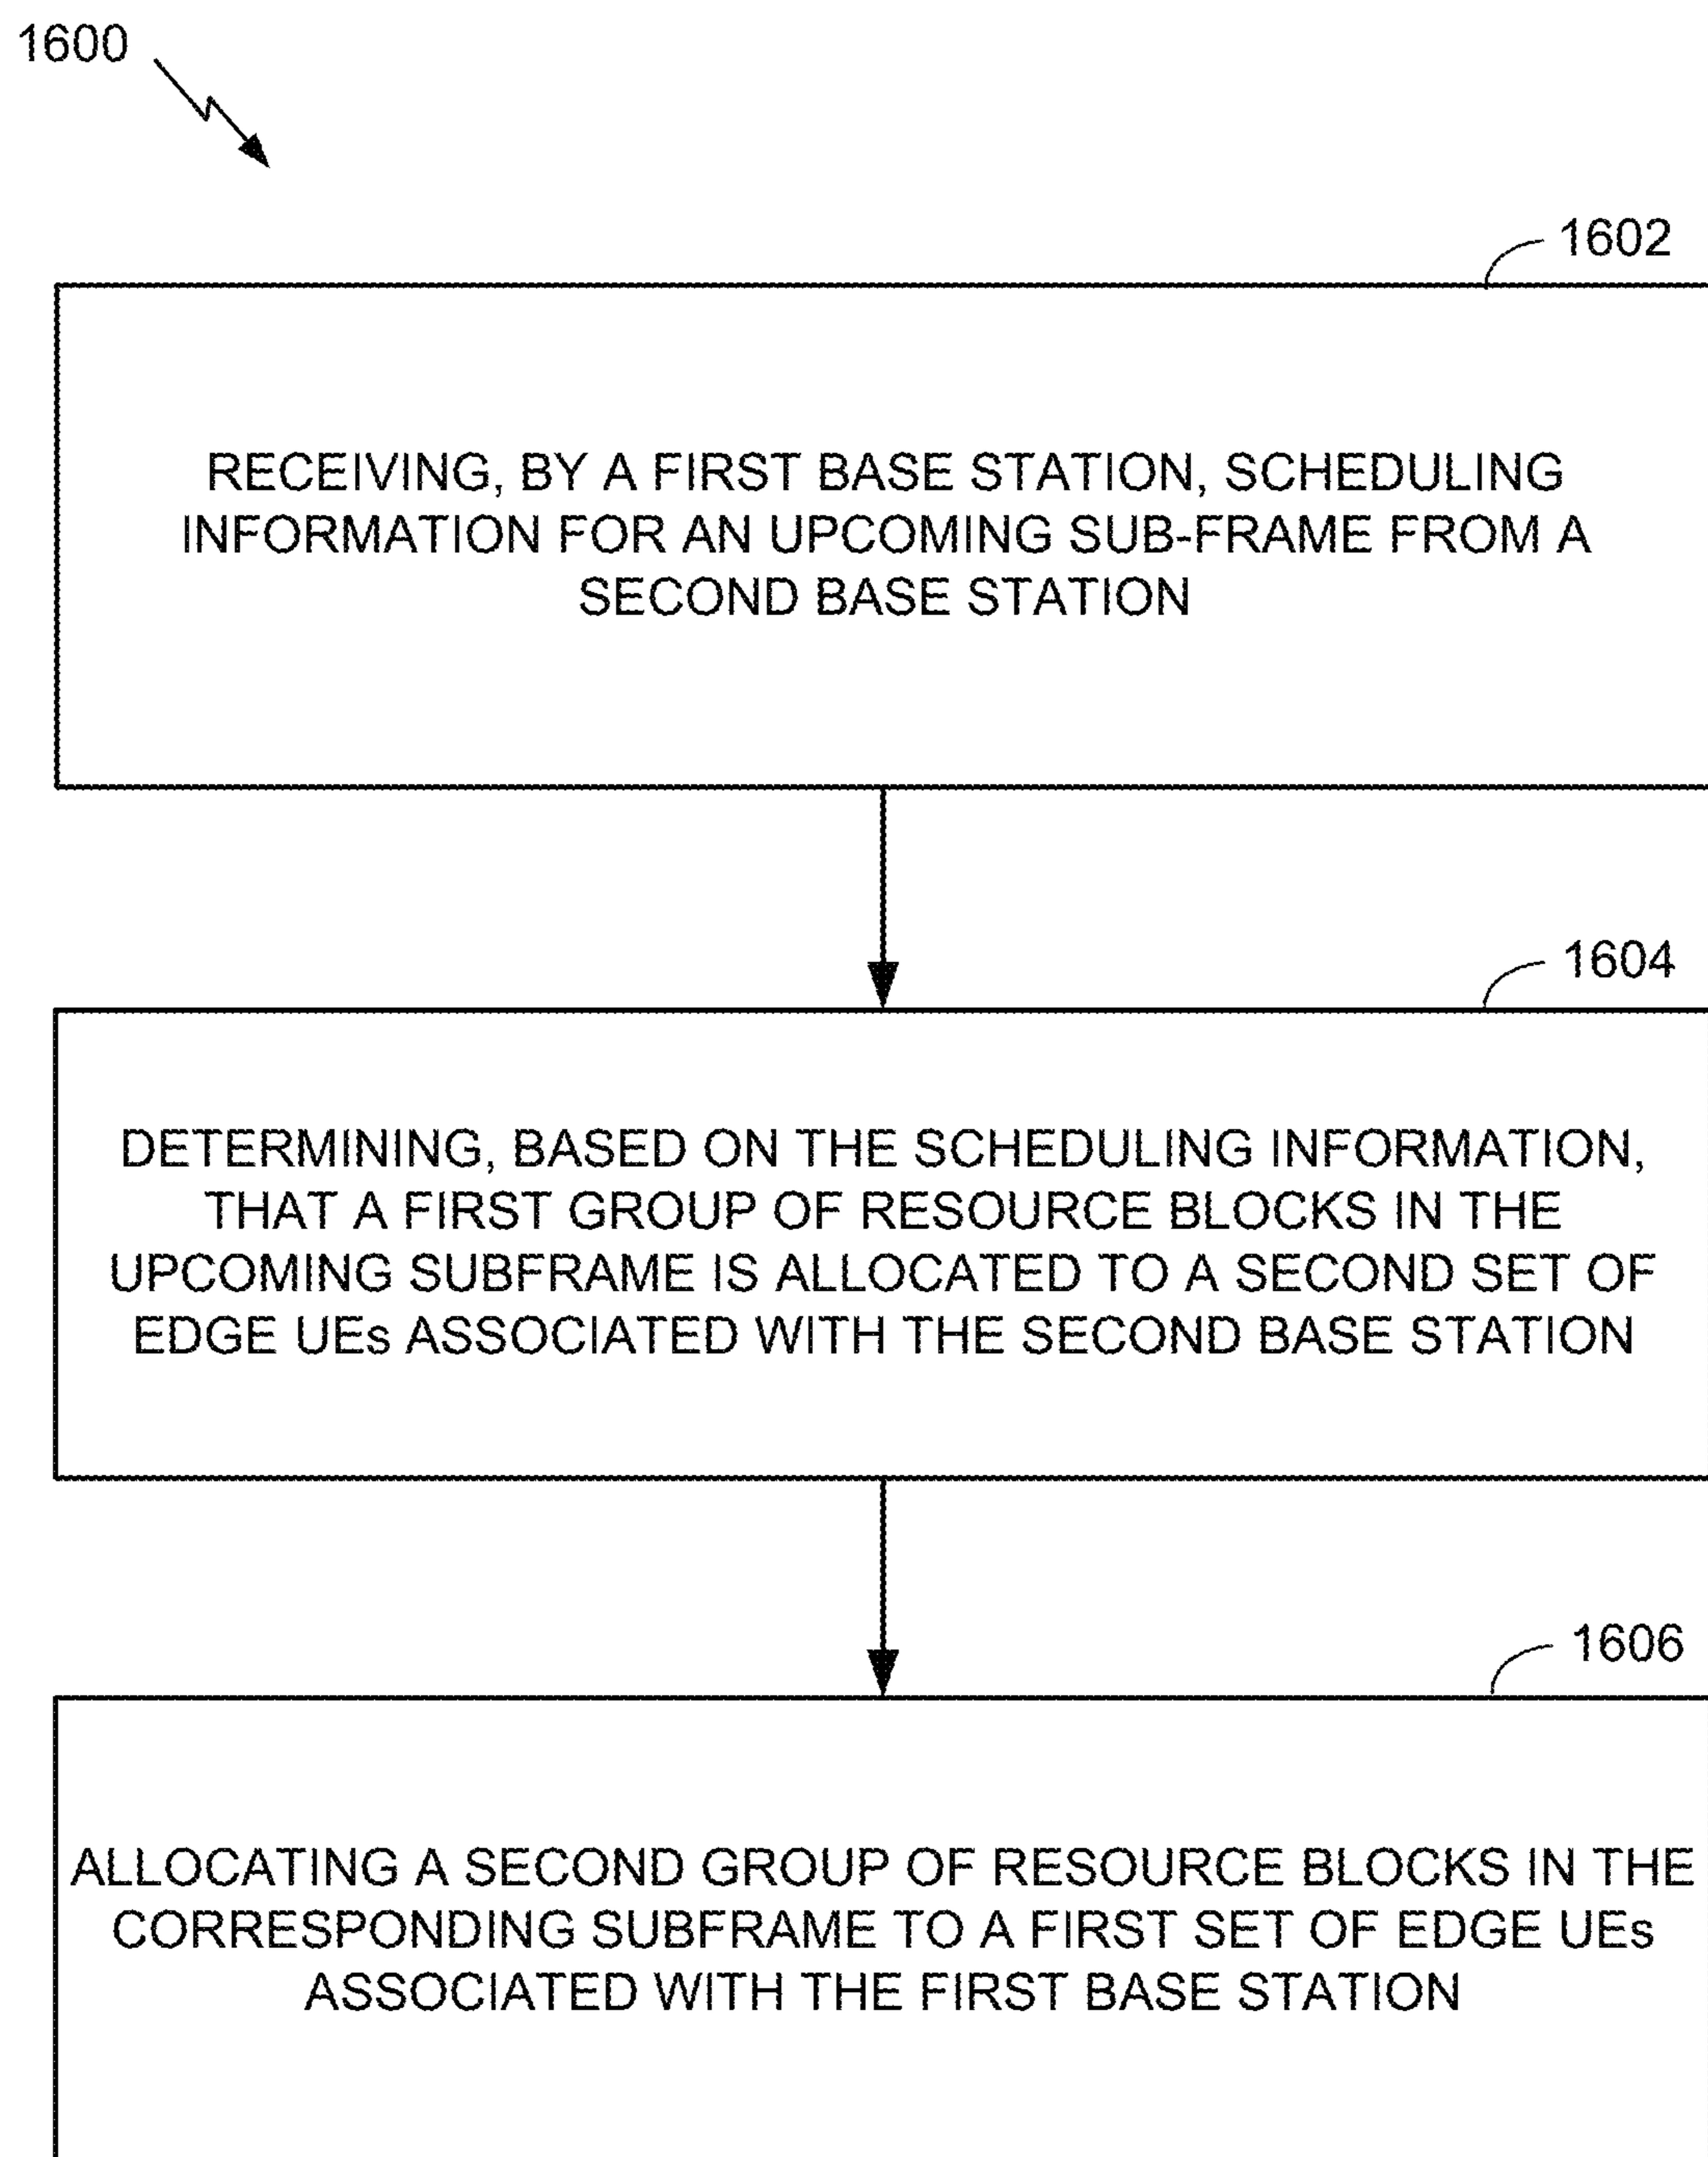 1600
1602
RECEIVING, BY A FIRST BASE STATION, SCHEDULING
INFORMATION FOR AN UPCOMING SUB-FRAME FROM A
SECOND BASE STATION
1604
DETERMINING, BASED ON THE SCHEDULING INFORMATION,
THAT A FIRST GROUP OF RESOURCE BLOCKS IN THE
UPCOMING SUBFRAME IS ALLOCATED TO A SECOND SET OF
EDGE UEs ASSOCIATED WITH THE SECOND BASE STATION
1606
ALLOCATING A SECOND GROUP OF RESOURCE BLOCKS IN THE
CORRESPONDING SUBFRAME TO A FIRST SET OF EDGE UEs
ASSOCIATED WITH THE FIRST BASE STATION